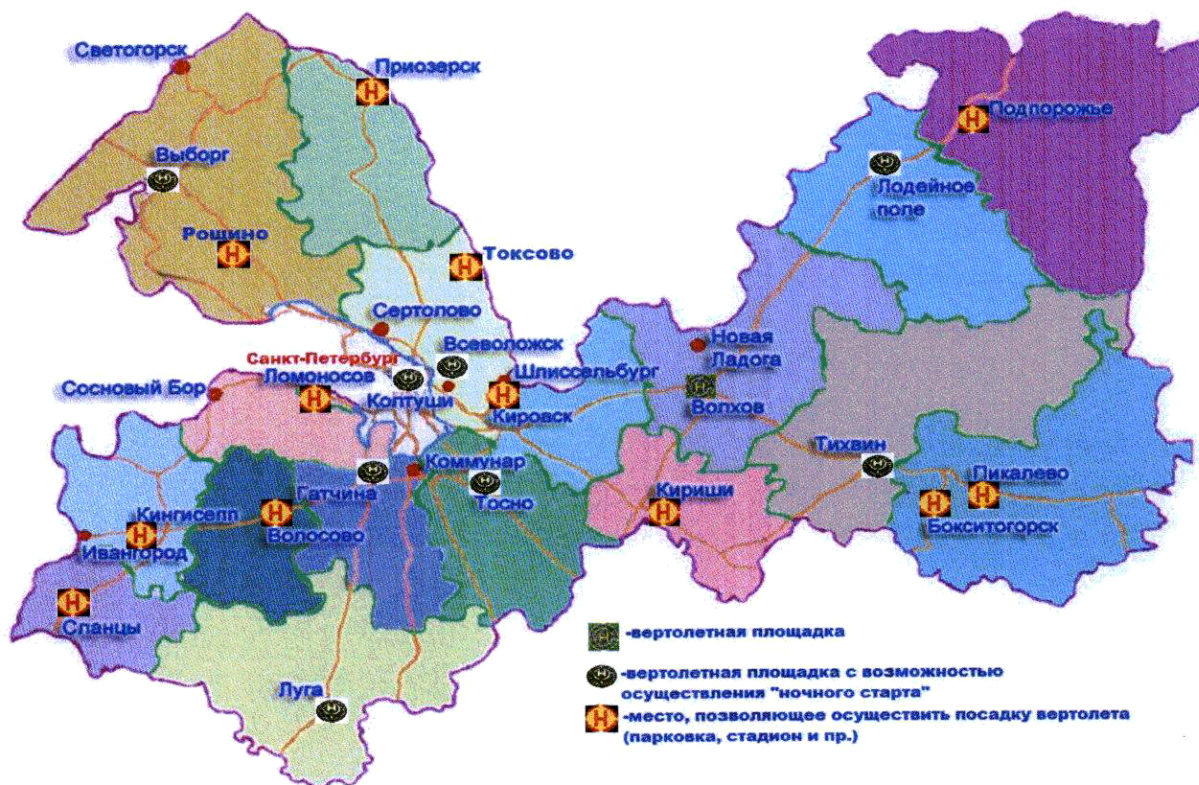 Светогорск
Приозерск
Подпорожье
Выборг
Лодейное
поле
Рощино
Токсово
Сертолово
Новая
Ладога
Всеволожск
Санкт-Петербург
Шлиссельбург
Сосновый Бор
Ломоносов
Колтуши
Кировск
Волхов
Тихвин
Коммунар
Пикалево
Гатчина
Кириши
Тосно
Кингисепп
Бокситогорск
Волосово
Ивангород
Сланцы
-вертолетная площадка
-вертолетная площадка с возможностью
осуществления "ночного старта"
Луга
-место, позволяющее осуществить посадку вертолета
(парковка, стадион и пр.)